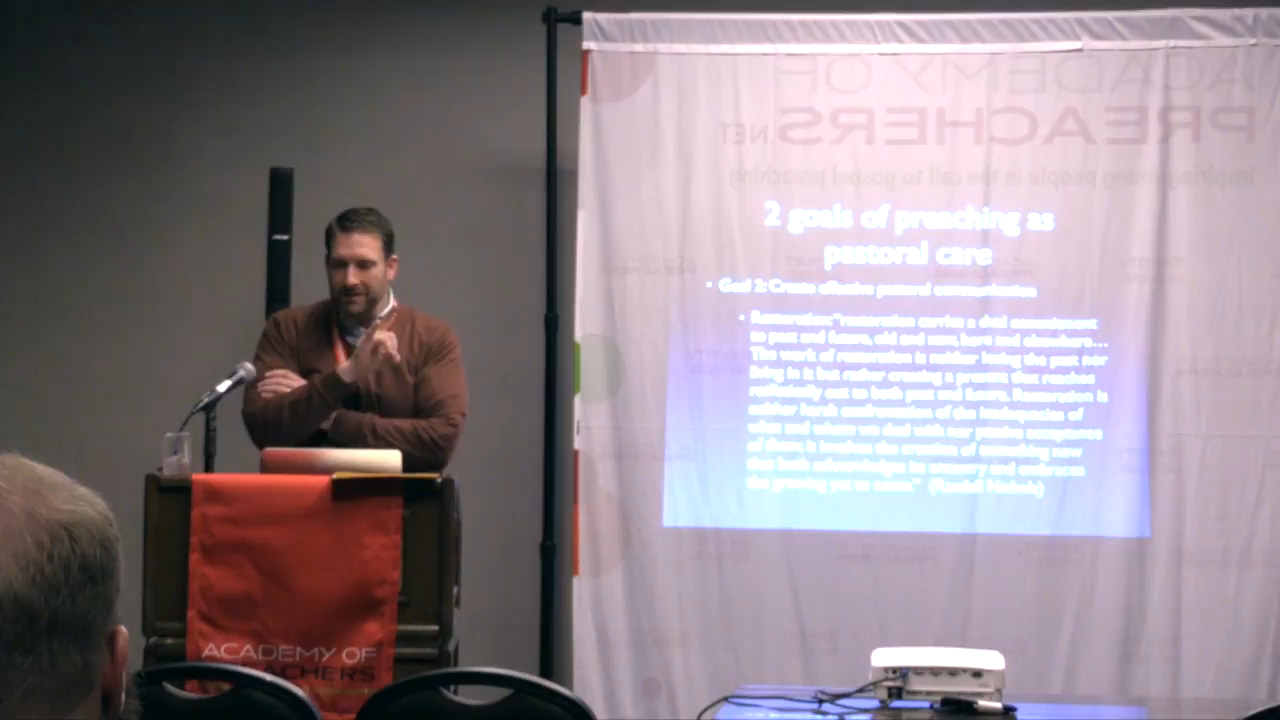 ACADEMY OF
PREACHERS.NET
Inspiring young people in the call to gospel preaching
2 goals of preaching as
pastoral care
• Goal 2: Create effective pastoral communication
• Restoration: "restoration carries a dual commitment
to past and future, old and new, here and elsewhere...
The work of restoration is neither losing the past nor
living in it but rather creating a present that reaches
out to both past and future. Restoration is
neither harsh confrontation of the inadequacies of
what and where we deal with nor passive acceptance
of them; it involves the creation of something new
that both acknowledges its memory and embraces
the growing yet to come."
BOSE
ACADEMY OF
PREACHERS